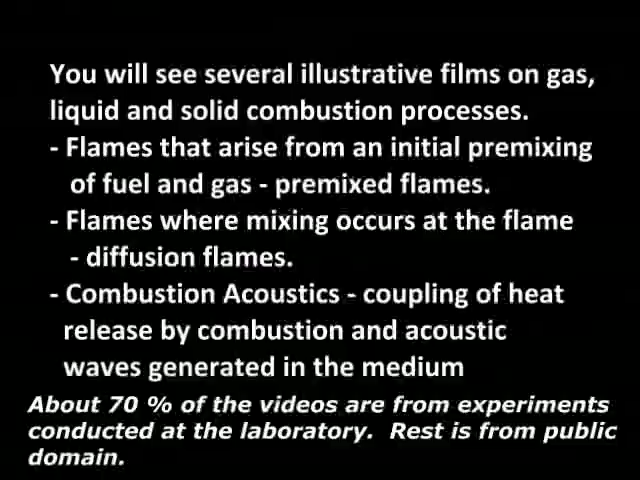 You will see several illustrative films on gas,
liquid and solid combustion processes.
- Flames that arise from an initial premixing
of fuel and gas - premixed flames.
- Flames where mixing occurs at the flame
- diffusion flames.
- Combustion Acoustics - coupling of heat
release by combustion and acoustic
waves generated in the medium
About 70 % of the videos are from experiments
conducted at the laboratory. Rest is from public
domain.